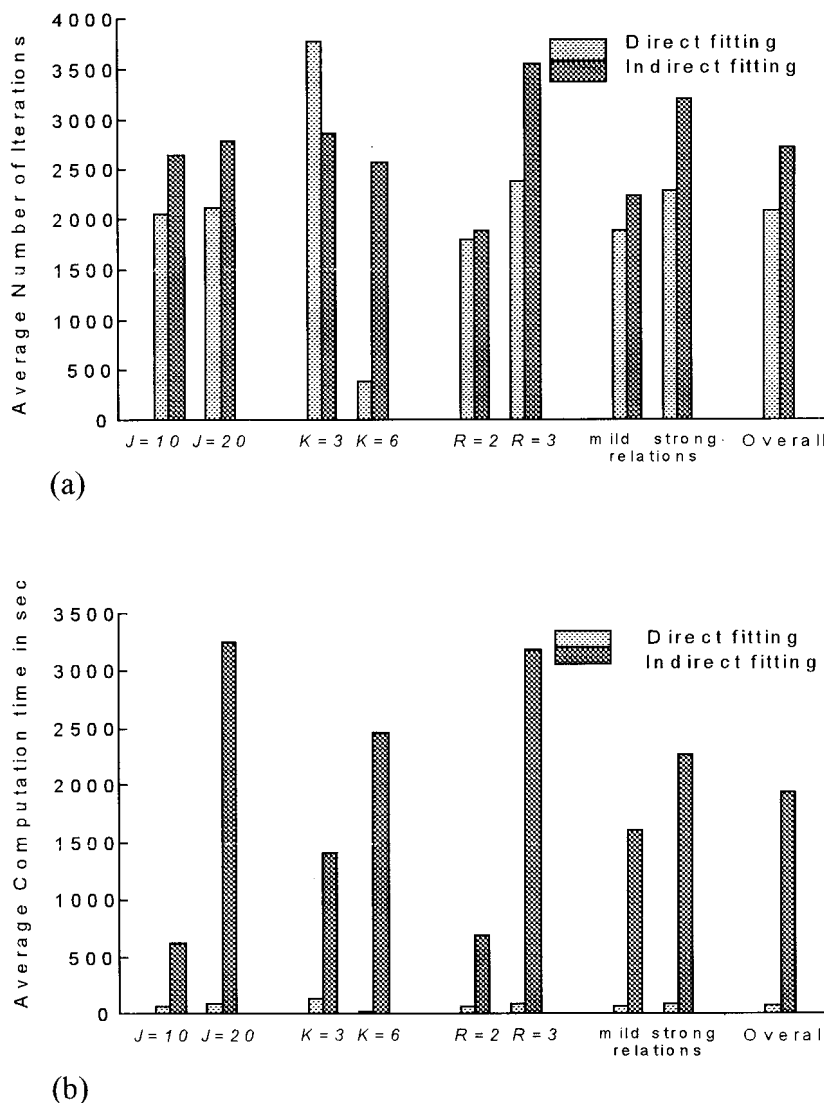 Average Number of Iterations
4000
3500
3000
2500
2000
1500
1000
500
0
Direct fitting
Indirect fitting
J=10 J=20 K=3 K=6 R=2 R=3 mild strong. Overall
relations
(a)
Average Computation time in sec
3500
3000
2500
2000
1500
1000
500
0
Direct fitting
Indirect fitting
J=10 J=20 K=3 K=6 R=2 R=3 mild strong Overall
relations
(b)